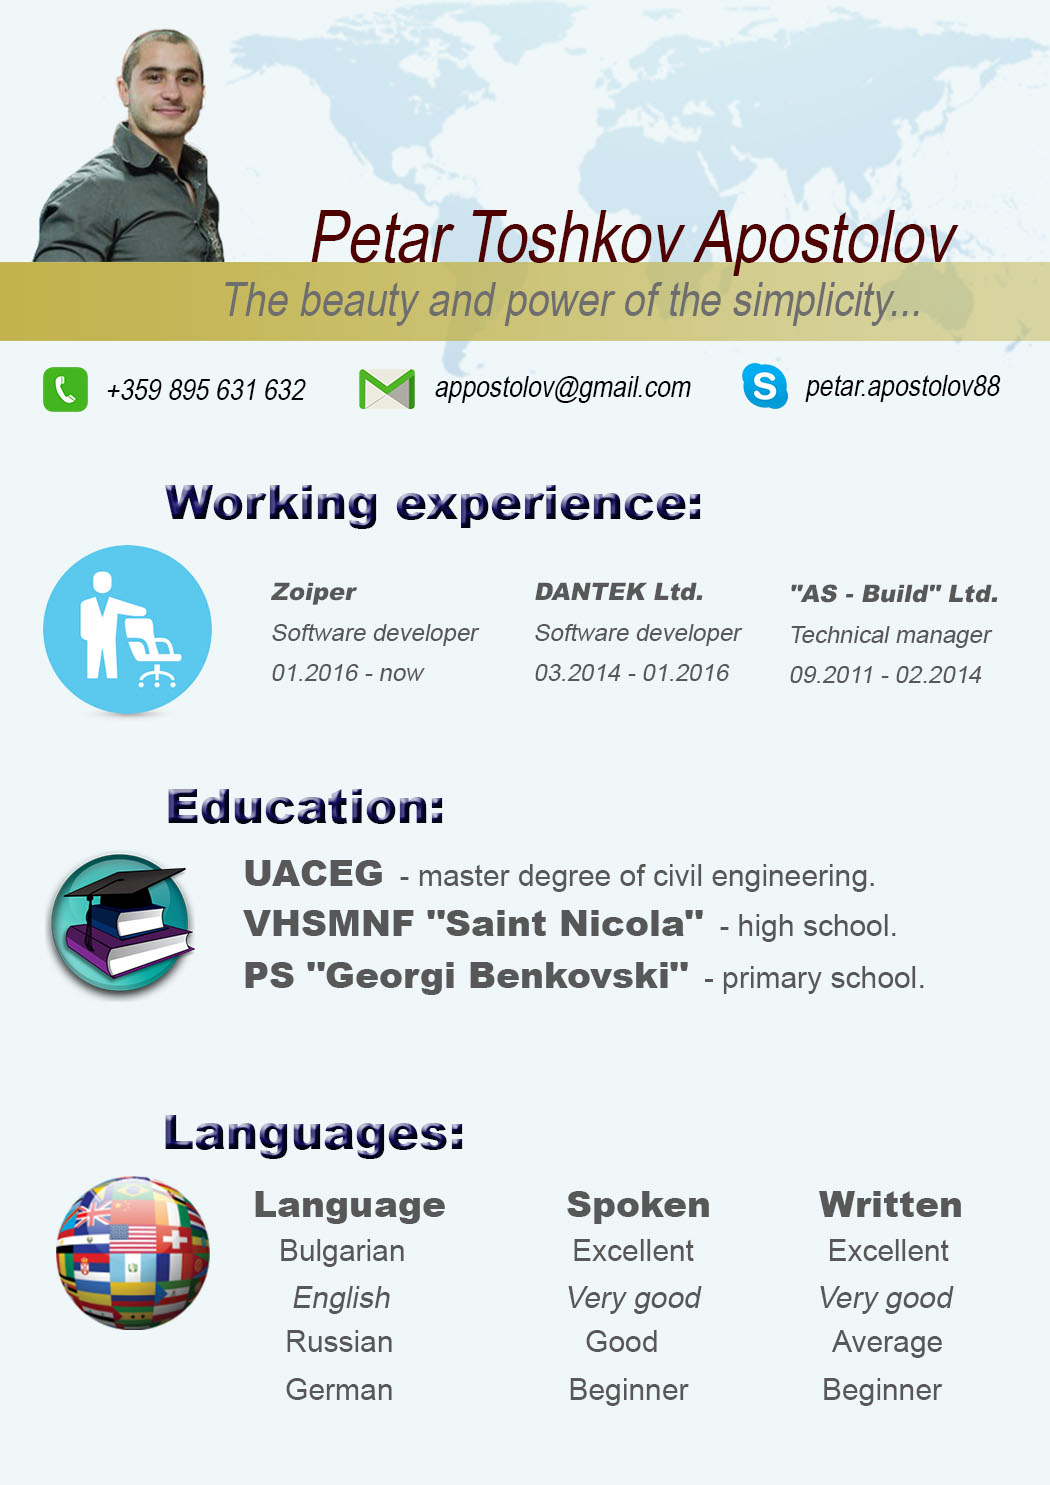 Petar Toshkov Apostolov
The beauty and power of the simplicity...
+359 895 631 632
appostolov@gmail.com
petar.apostolov88
Working experience:
Zoiper
Software developer
01.2016 - now
DANTEK Ltd.
Software developer
03.2014 - 01.2016
"AS - Build" Ltd.
Technical manager
09.2011 - 02.2014
Education:
UACEG - master degree of civil engineering.
VHSMNF "Saint Nicola" - high school.
PS "Georgi Benkovski" - primary school.
Languages:
Language Spoken Written
Bulgarian Excellent Excellent
English Very good Very good
Russian Good Average
German Beginner Beginner